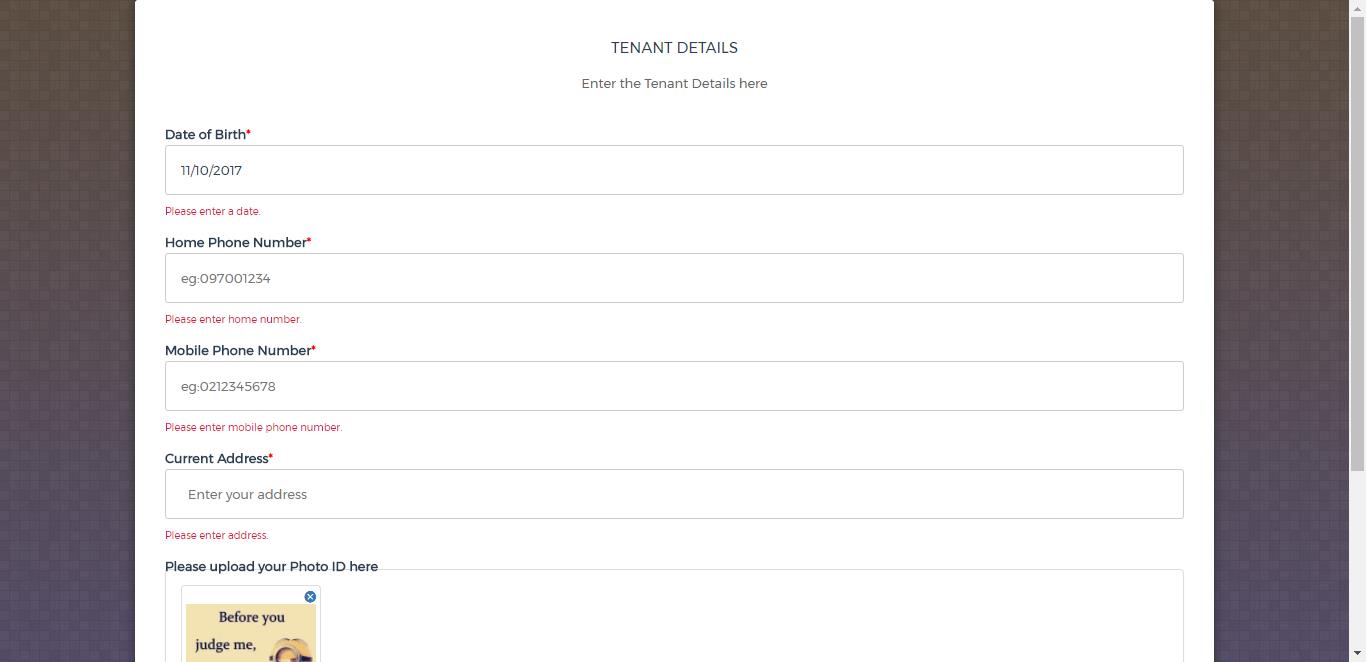 TENANT DETAILS
Enter the Tenant Details here
Date of Birth*
11/10/2017
Please enter a date.
Home Phone Number*
eg:097001234
Please enter home number.
Mobile Phone Number*
eg:0212345678
Please enter mobile phone number.
Current Address*
Enter your address
Please enter address.
Please upload your Photo ID here
Before you
judge me,